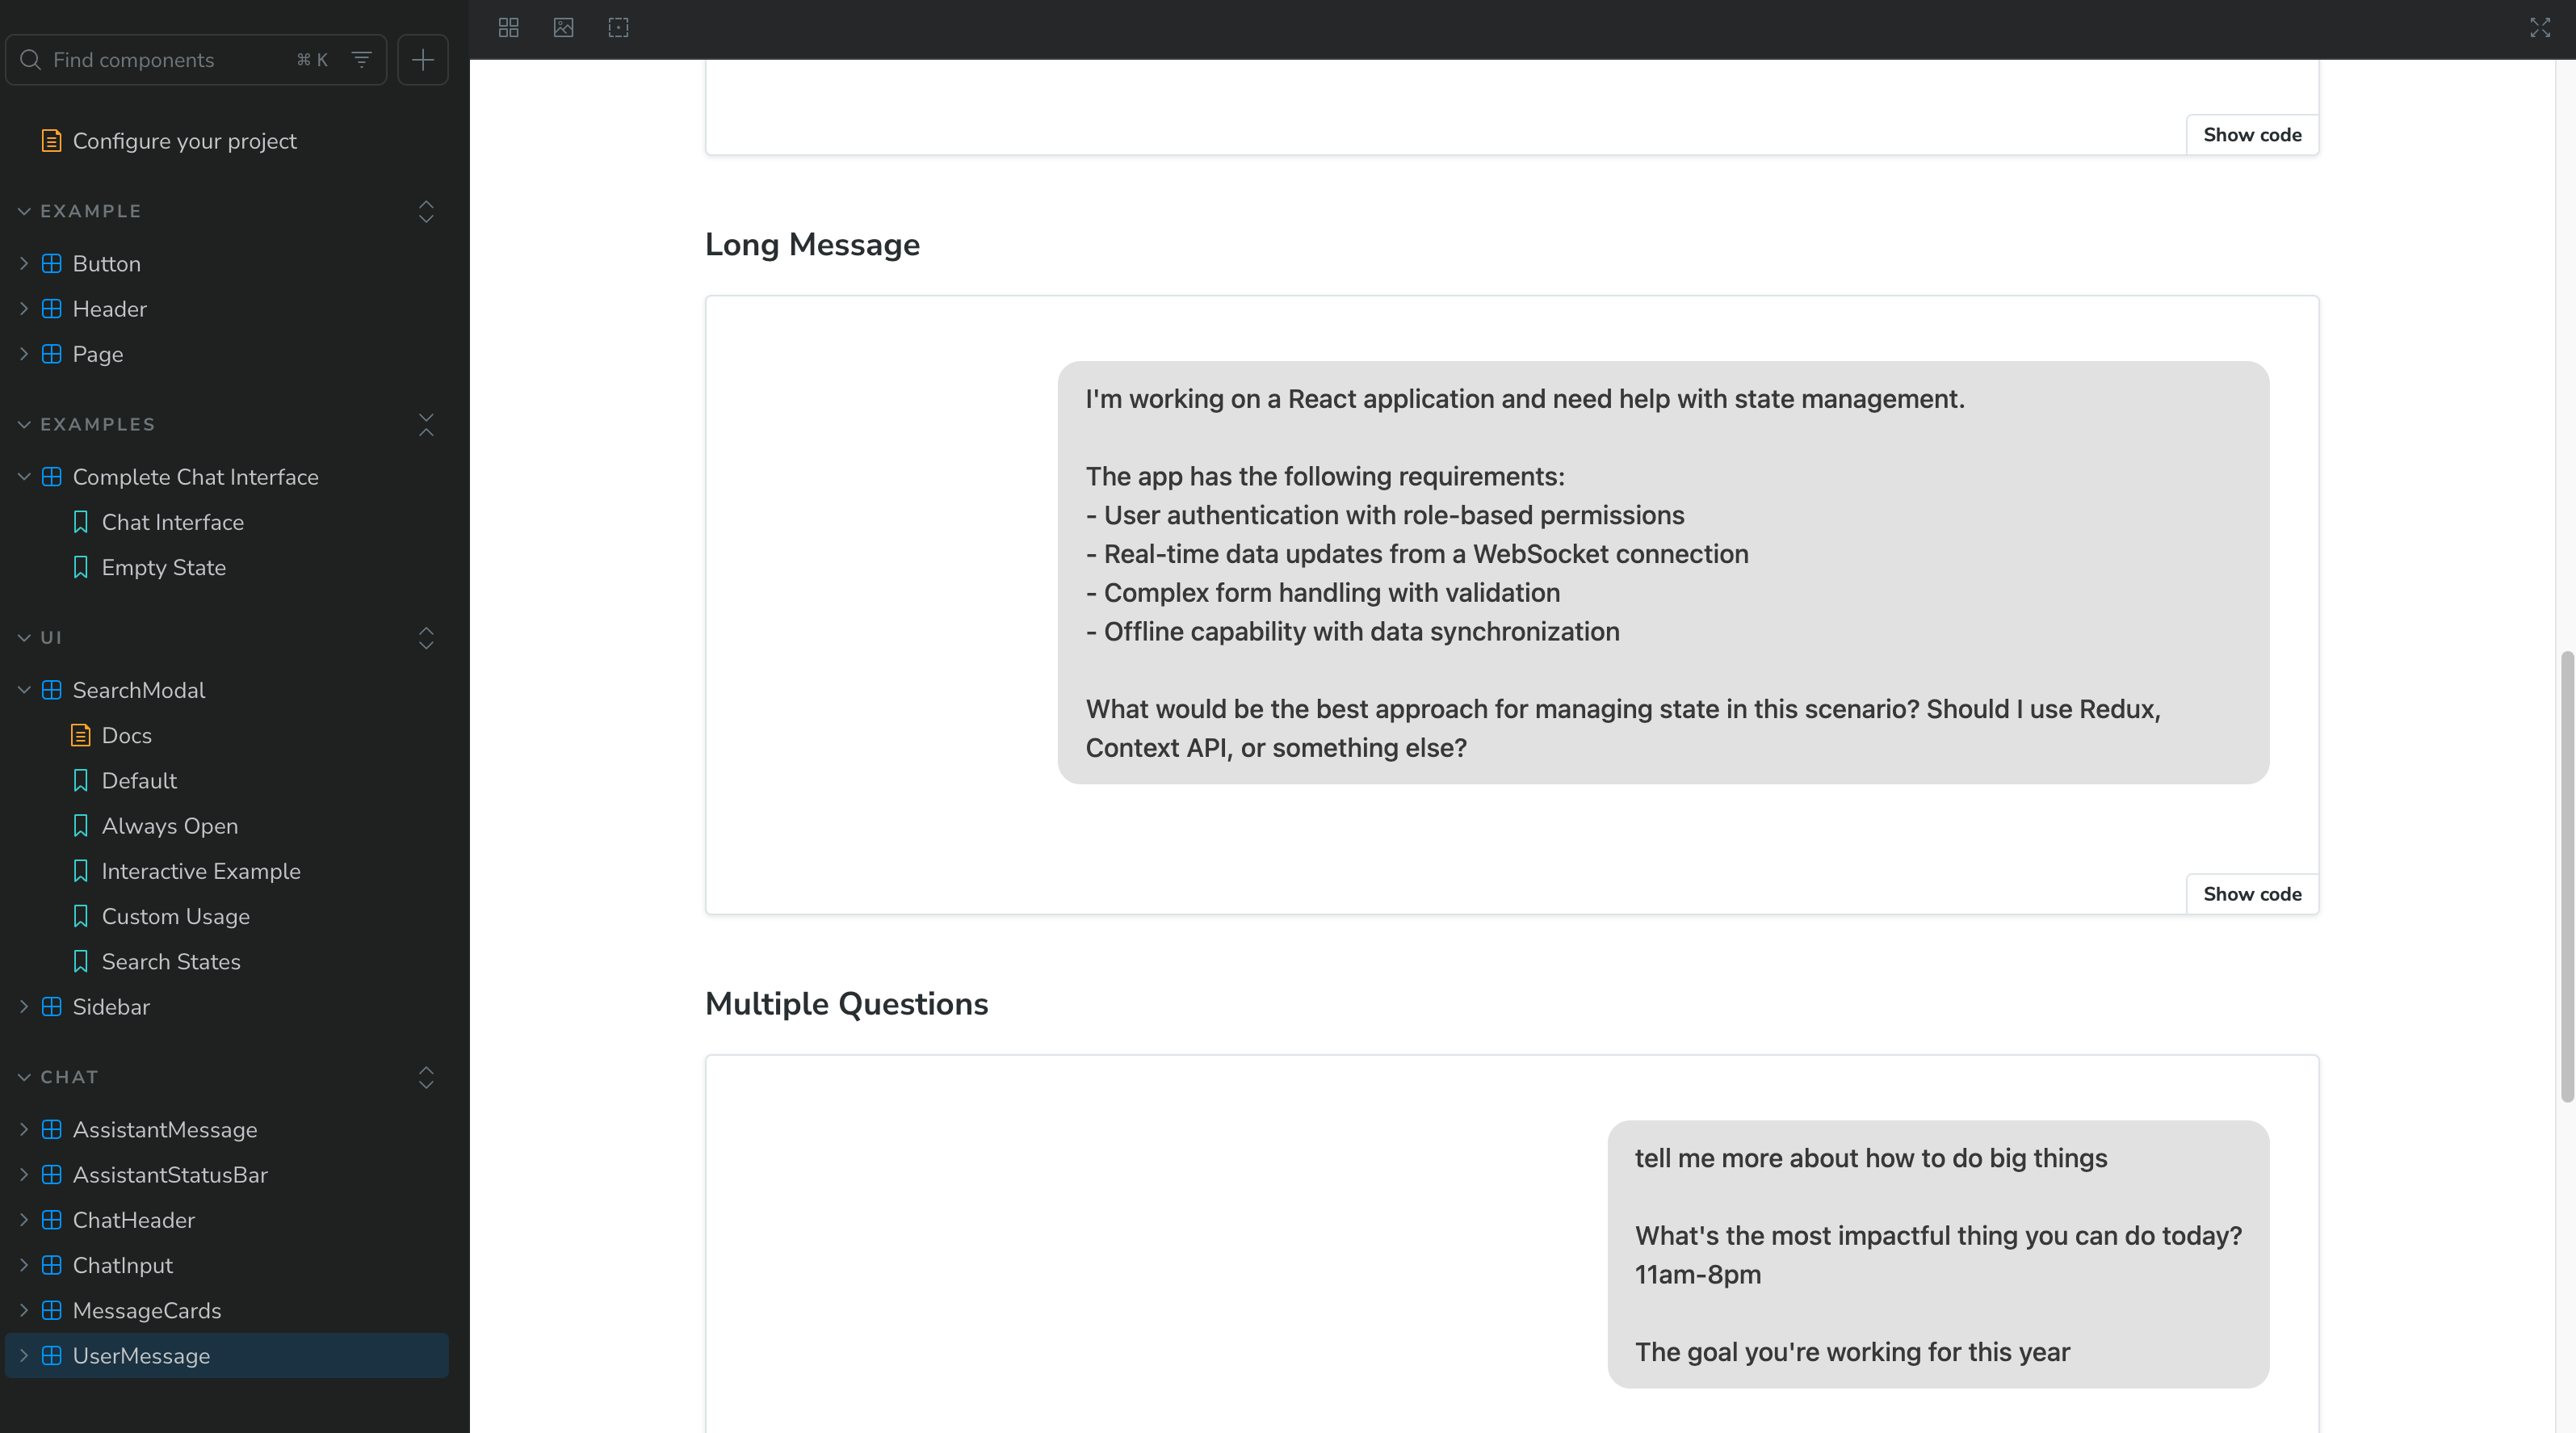 Find components ⌘ K
Configure your project
EXAMPLE
Button
Header
Page
EXAMPLES
Complete Chat Interface
Chat Interface
Empty State
UI
SearchModal
Docs
Default
Always Open
Interactive Example
Custom Usage
Search States
Sidebar
CHAT
AssistantMessage
AssistantStatusBar
ChatHeader
ChatInput
MessageCards
UserMessage
Show code
Long Message
I'm working on a React application and need help with state management.
The app has the following requirements:
- User authentication with role-based permissions
- Real-time data updates from a WebSocket connection
- Complex form handling with validation
- Offline capability with data synchronization
What would be the best approach for managing state in this scenario? Should I use Redux,
Context API, or something else?
Show code
Multiple Questions
tell me more about how to do big things
What's the most impactful thing you can do today?
11am-8pm
The goal you're working for this year